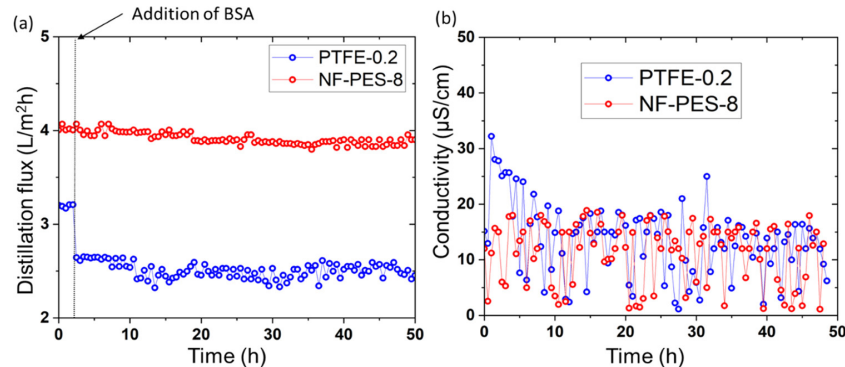 (a)
Addition of BSA
5
4
3
2
Distillation flux (L/m²h)
PTFE-0.2
NF-PES-8
0
10
20
30
40
50
Time (h)
(b)
50
40
30
20
10
0
Conductivity (µS/cm)
PTFE-0.2
NF-PES-8
0
10
20
30
40
50
Time (h)